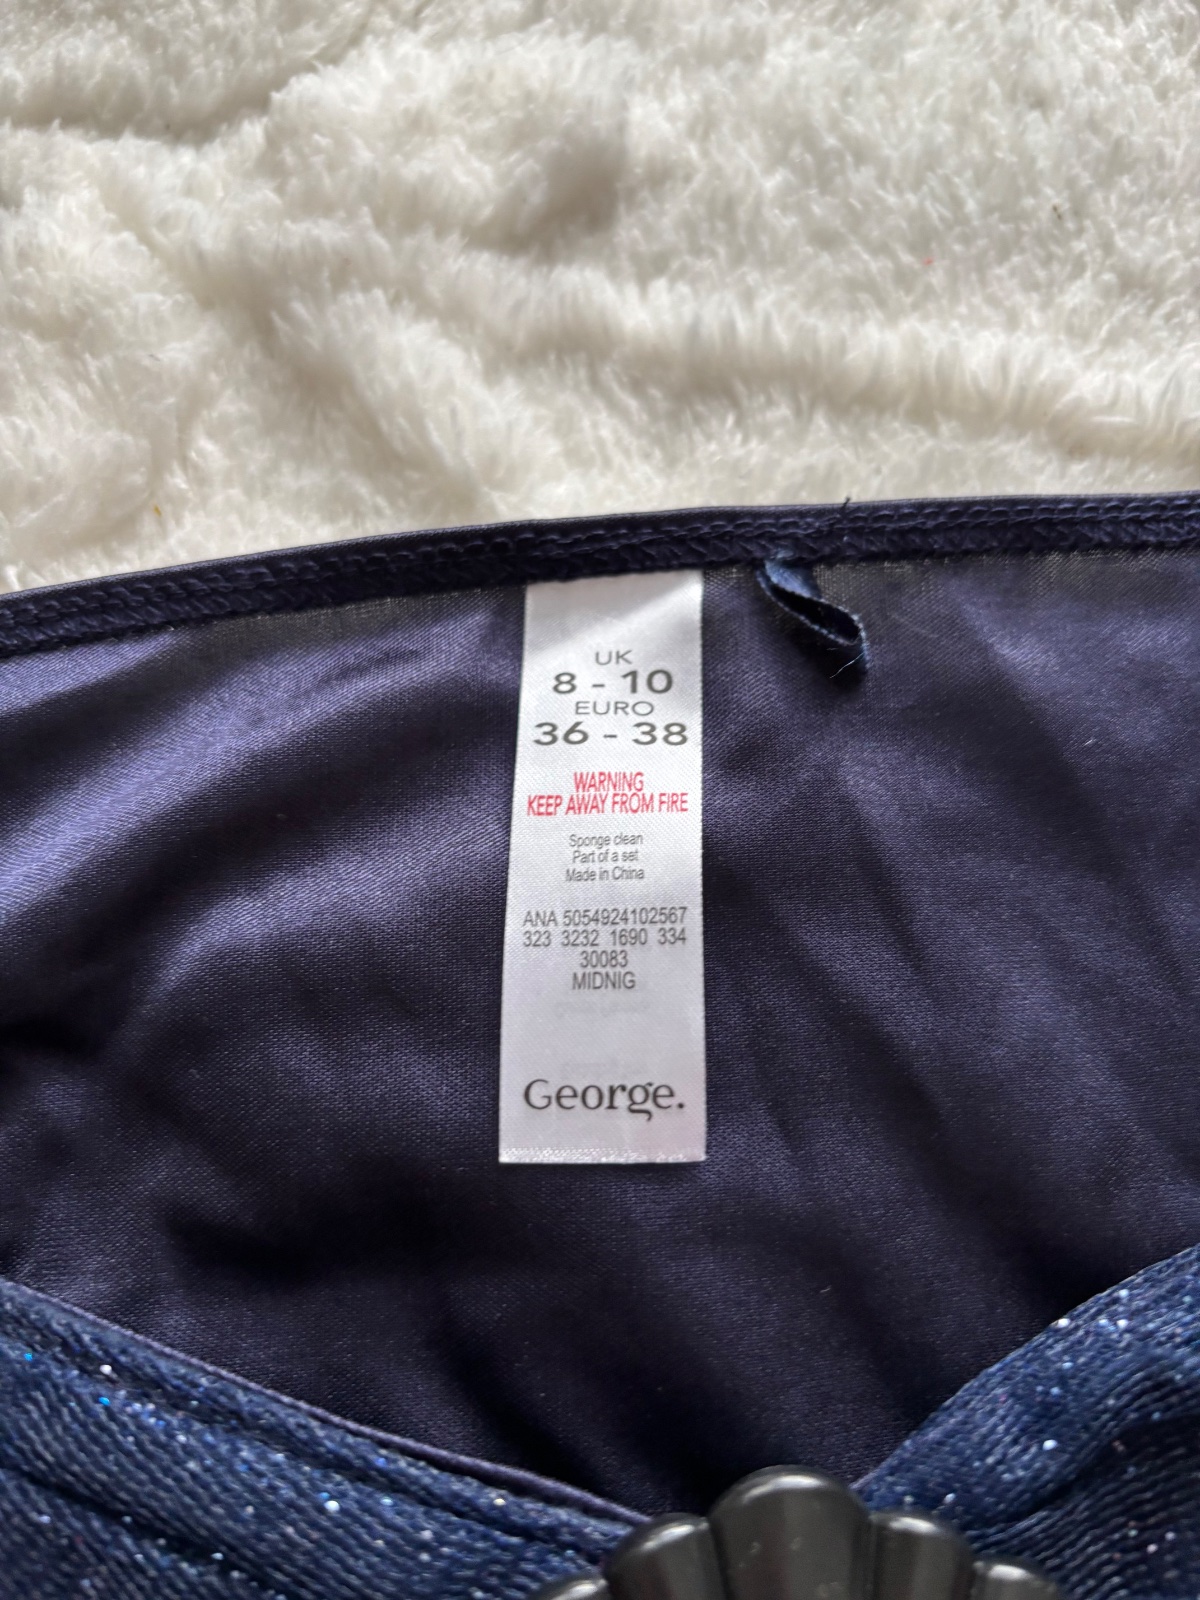 UK
8 - 10
EURO
36 - 38
WARNING
KEEP AWAY FROM FIRE
Sponge clean
Part of a set
Made in China
ANA 5054924102567
323 3232 1690 334
30083
MIDNIG
George.